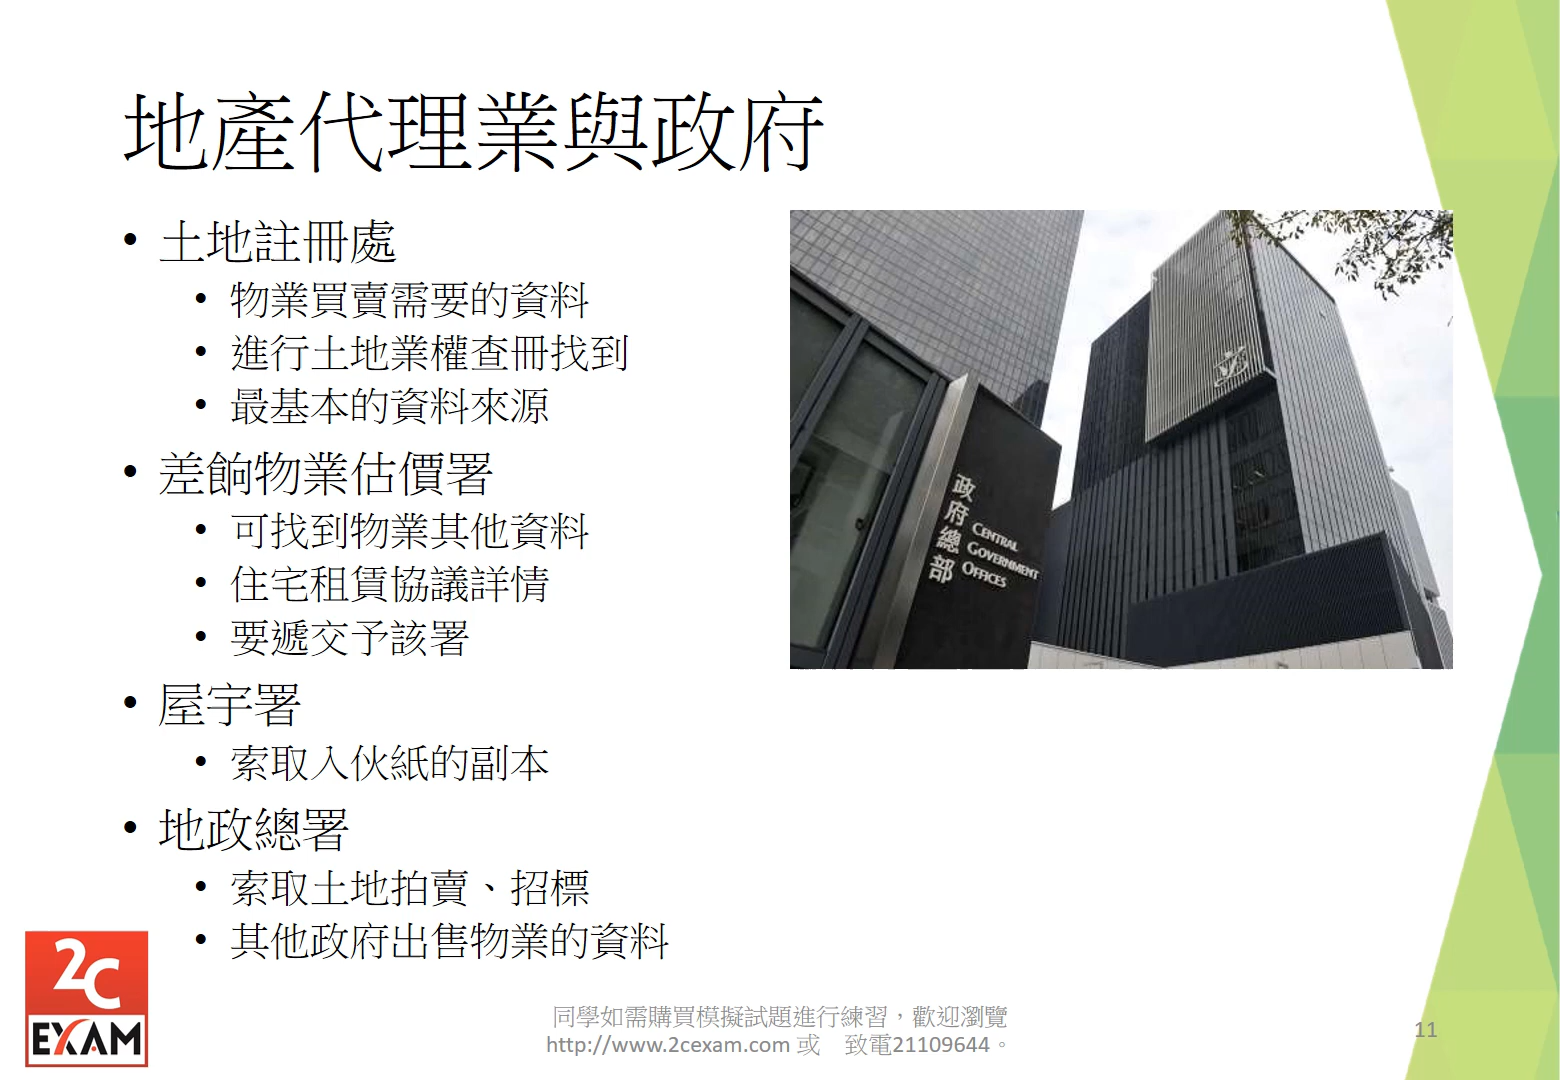 地產代理業與政府
• 土地註冊處
• 物業買賣需要的資料
• 進行土地業權查冊找到
• 最基本的資料來源
• 差餉物業估價署
• 可找到物業其他資料
• 住宅租賃協議詳情
• 要遞交予該署
• 屋宇署
• 索取入伙紙的副本
• 地政總署
• 索取土地拍賣、招標
• 其他政府出售物業的資料
政府總部
CENTRAL
GOVERNMENT
OFFICES
2C
EXAM
同學如需購買模擬試題進行練習，歡迎瀏覽
http://www.2cexam.com 或　致電21109644。
11